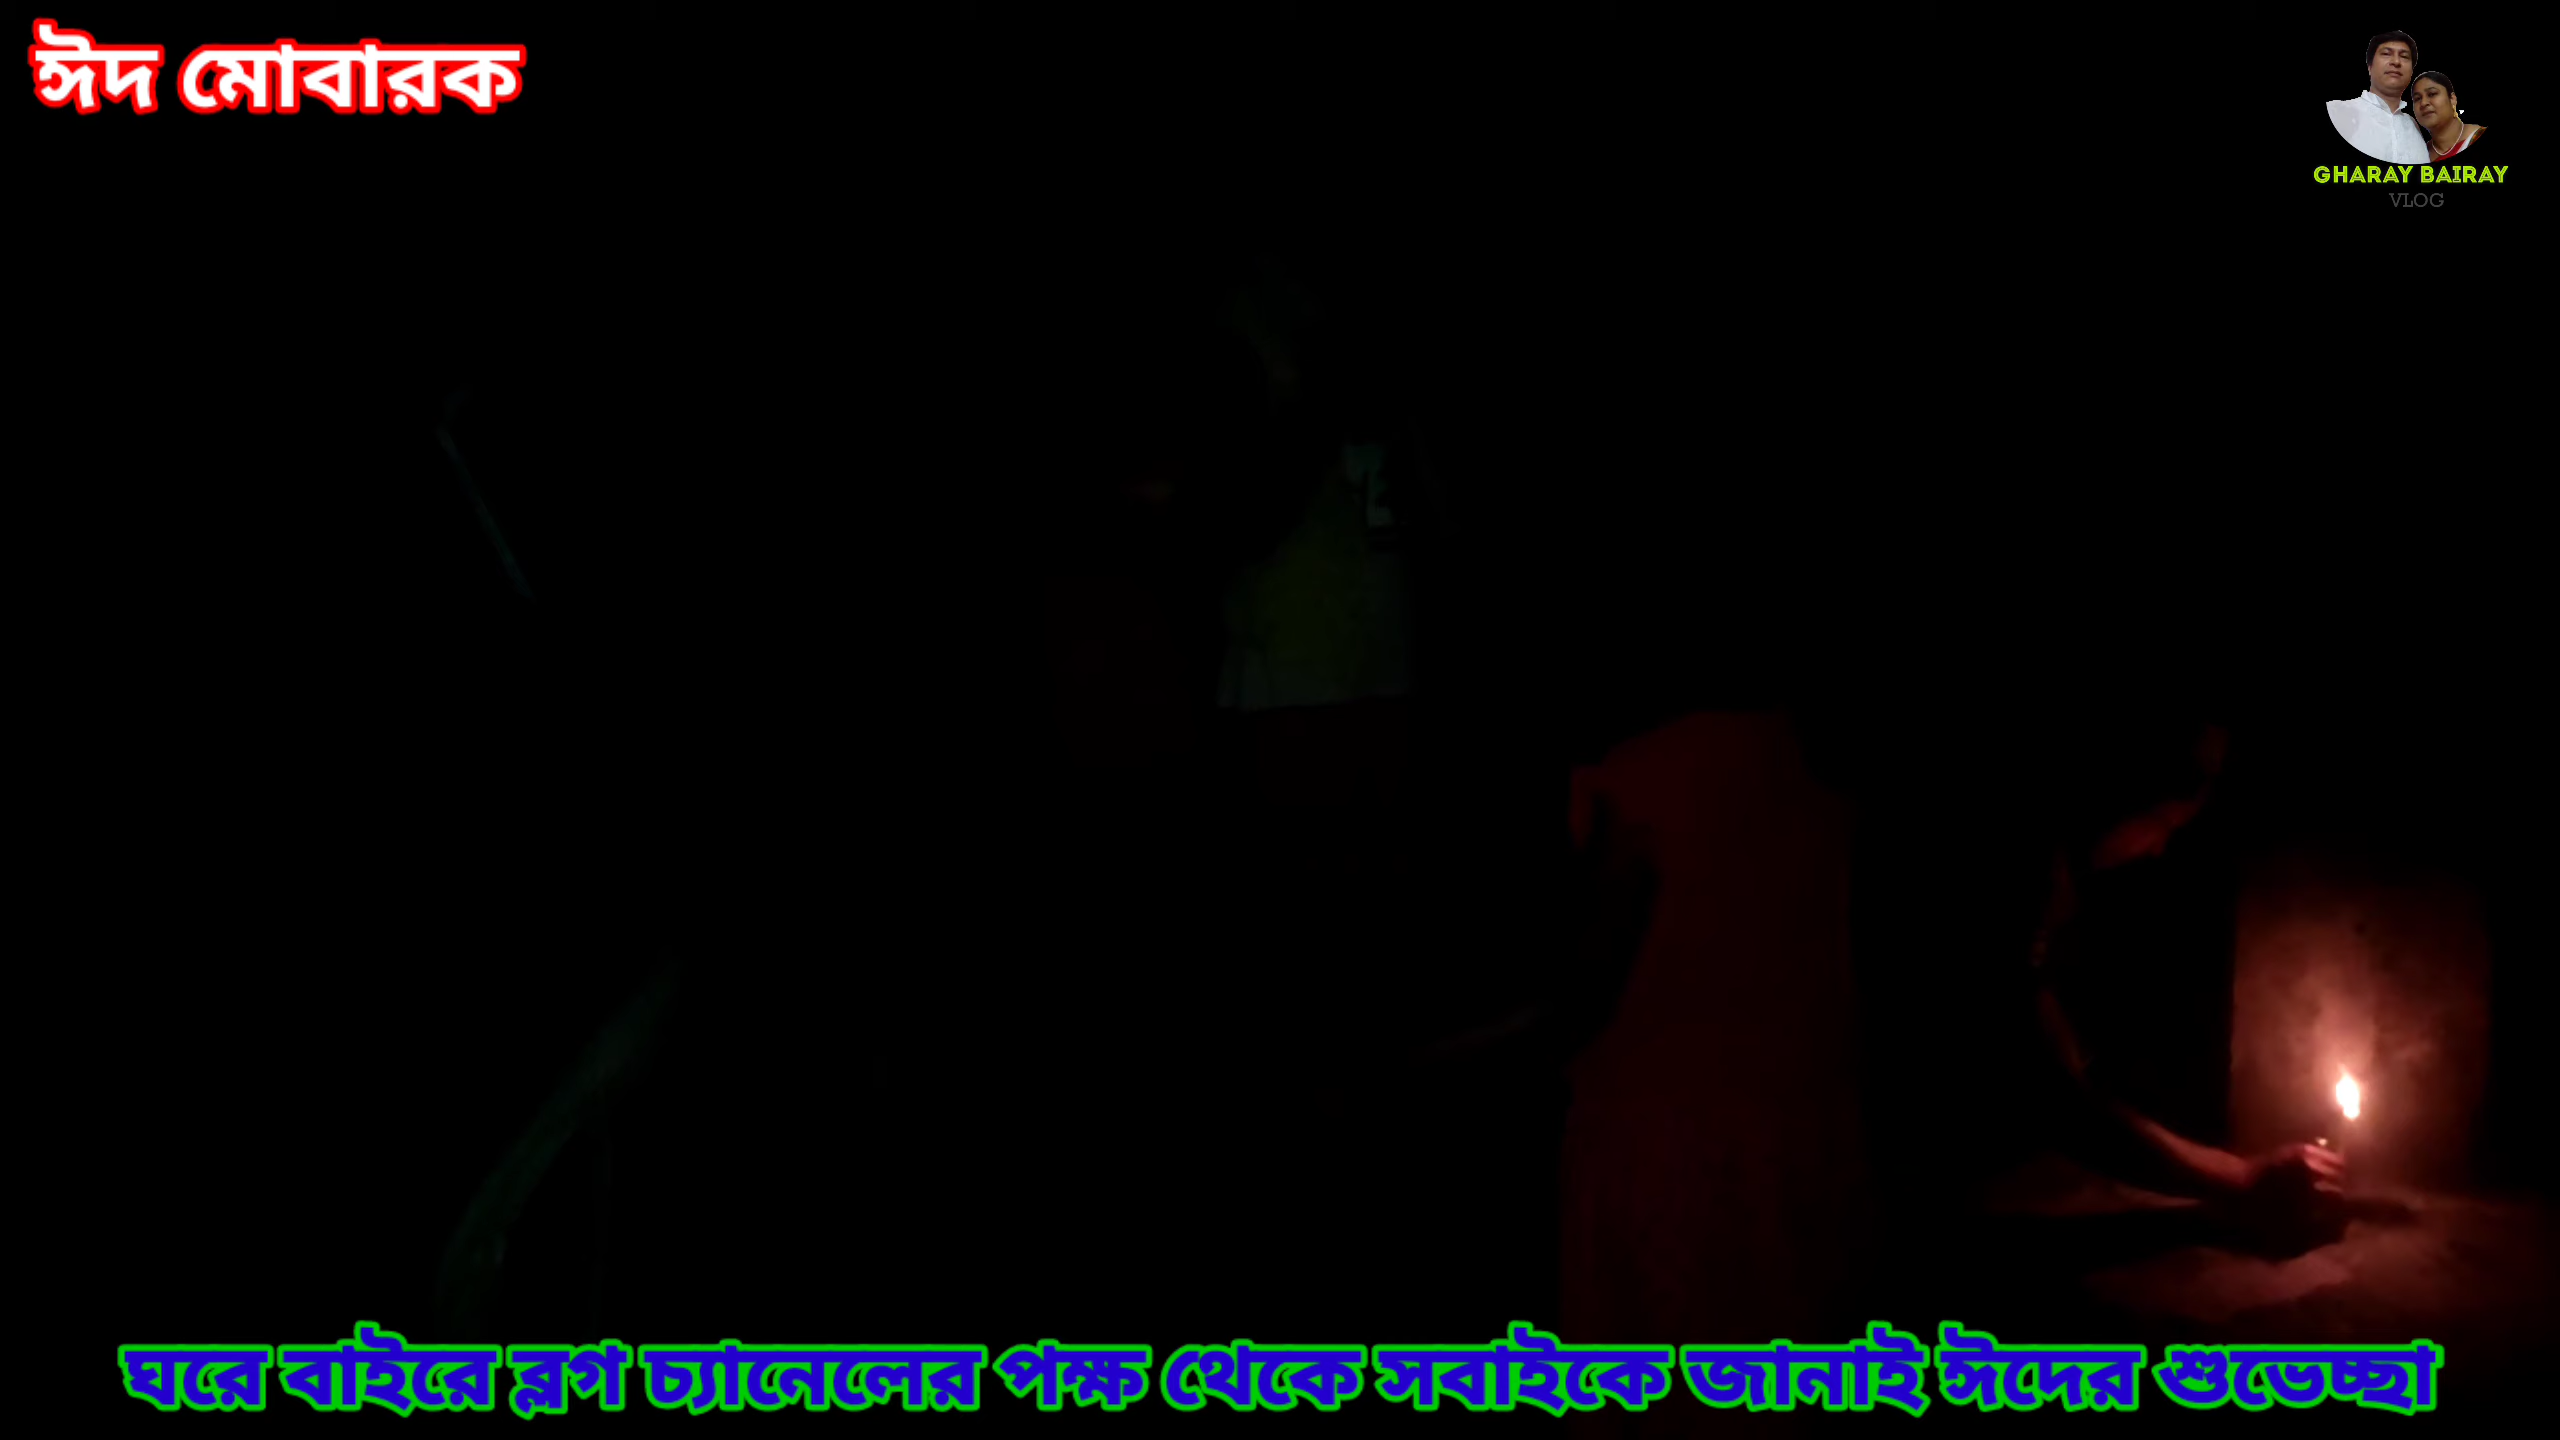 ঈদ মোবারক
GHARAY BAIRAY
VLOG
ঘরে বাইরে ব্লগ চ্যানেলের পক্ষ থেকে সবাইকে জানাই ঈদের শুভেচ্ছা